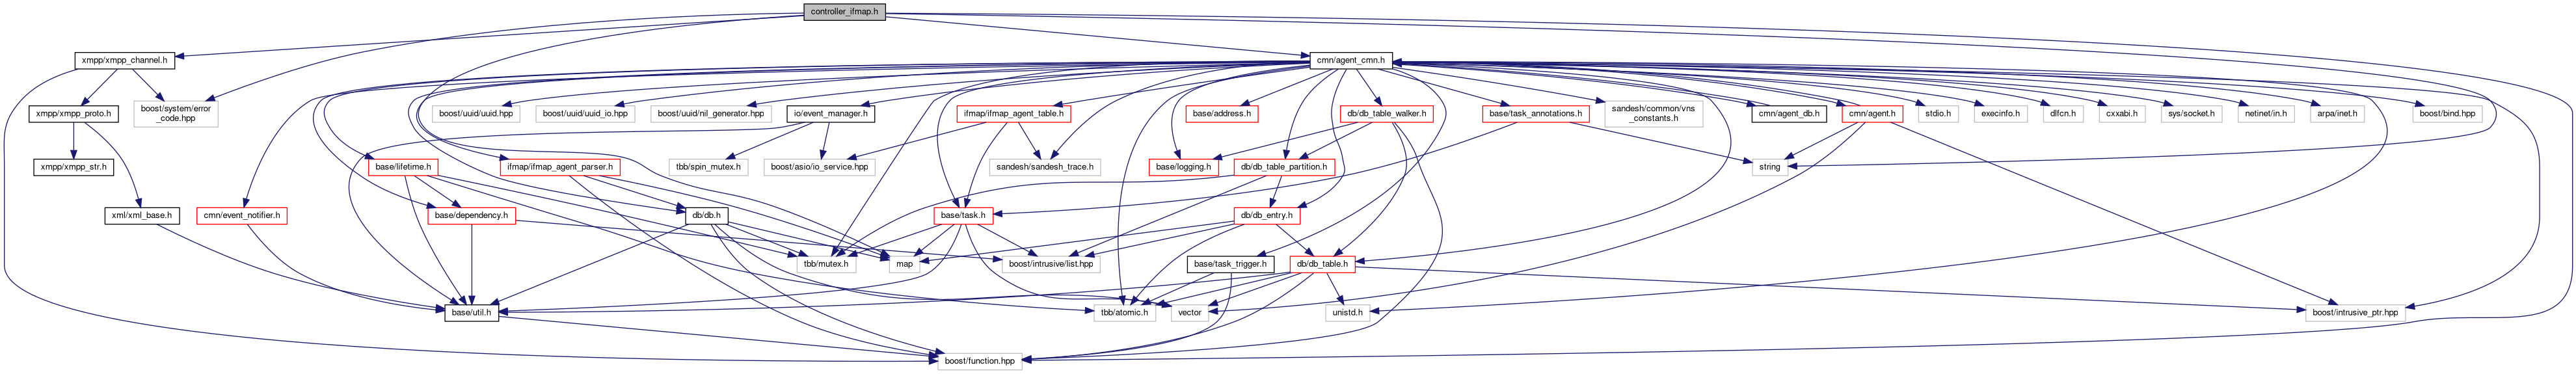 controller_ifmap.h
xmpp/xmpp_channel.h
cmn/agent_cmn.h
boost/system/error
_code.hpp
xmpp/xmpp_proto.h
boost/uuid/uuid.hpp
boost/uuid/uuid_io.hpp
boost/uuid/nil_generator.hpp
io/event_manager.h
ifmap/ifmap_agent_table.h
base/address.h
db/db_table_walker.h
base/task_annotations.h
sandesh/common/vns
_constants.h
cmn/agent_db.h
cmn/agent.h
stdio.h
execinfo.h
dlfcn.h
cxxabi.h
sys/socket.h
netinet/in.h
arpa/inet.h
boost/bind.hpp
xmpp/xmpp_str.h
base/lifetime.h
ifmap/ifmap_agent_parser.h
tbb/spin_mutex.h
boost/asio/io_service.hpp
sandesh/sandesh_trace.h
base/logging.h
db/db_table_partition.h
string
xml/xml_base.h
cmn/event_notifier.h
base/dependency.h
db/db.h
base/task.h
db/db_entry.h
tbb/mutex.h
map
boost/intrusive/list.hpp
base/task_trigger.h
db/db_table.h
base/util.h
tbb/atomic.h
vector
unistd.h
boost/intrusive_ptr.hpp
boost/function.hpp